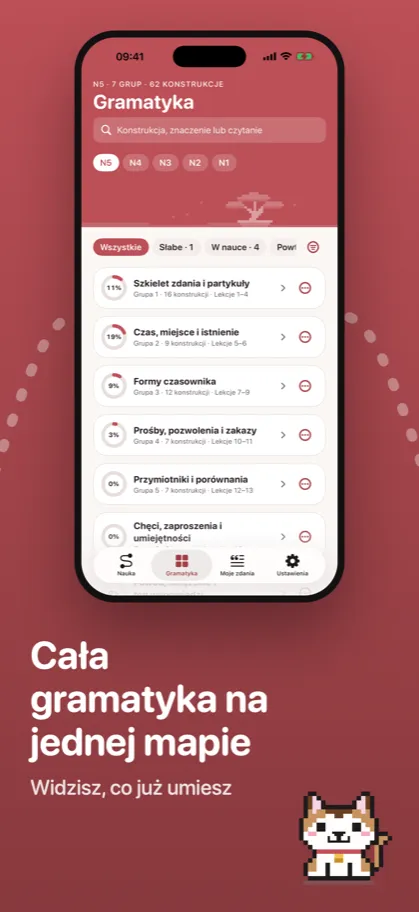 09:41
N5 · 7 GRUP · 62 KONSTRUKCJE
Gramatyka
Konstrukcja, znaczenie lub czytanie
N5 N4 N3 N2 N1
Wszystkie Słabe · 1 W nauce · 4
11% Szkielet zdania i partykuły
Grupa 1 · 16 konstrukcji · Lekcje 1–4
19% Czas, miejsce i istnienie
Grupa 2 · 9 konstrukcji · Lekcje 5–6
9% Formy czasownika
Grupa 3 · 12 konstrukcji · Lekcje 7–9
3% Prośby, pozwolenia i zakazy
Grupa 4 · 7 konstrukcji · Lekcje 10–11
0% Przymiotniki i porównania
Grupa 5 · 7 konstrukcji · Lekcje 12–13
0% Chęci, zaproszenia i
umiejętności
Nauka Gramatyka Moje zdania Ustawienia
Cała
gramatyka na
jednej mapie
Widzisz, co już umiesz